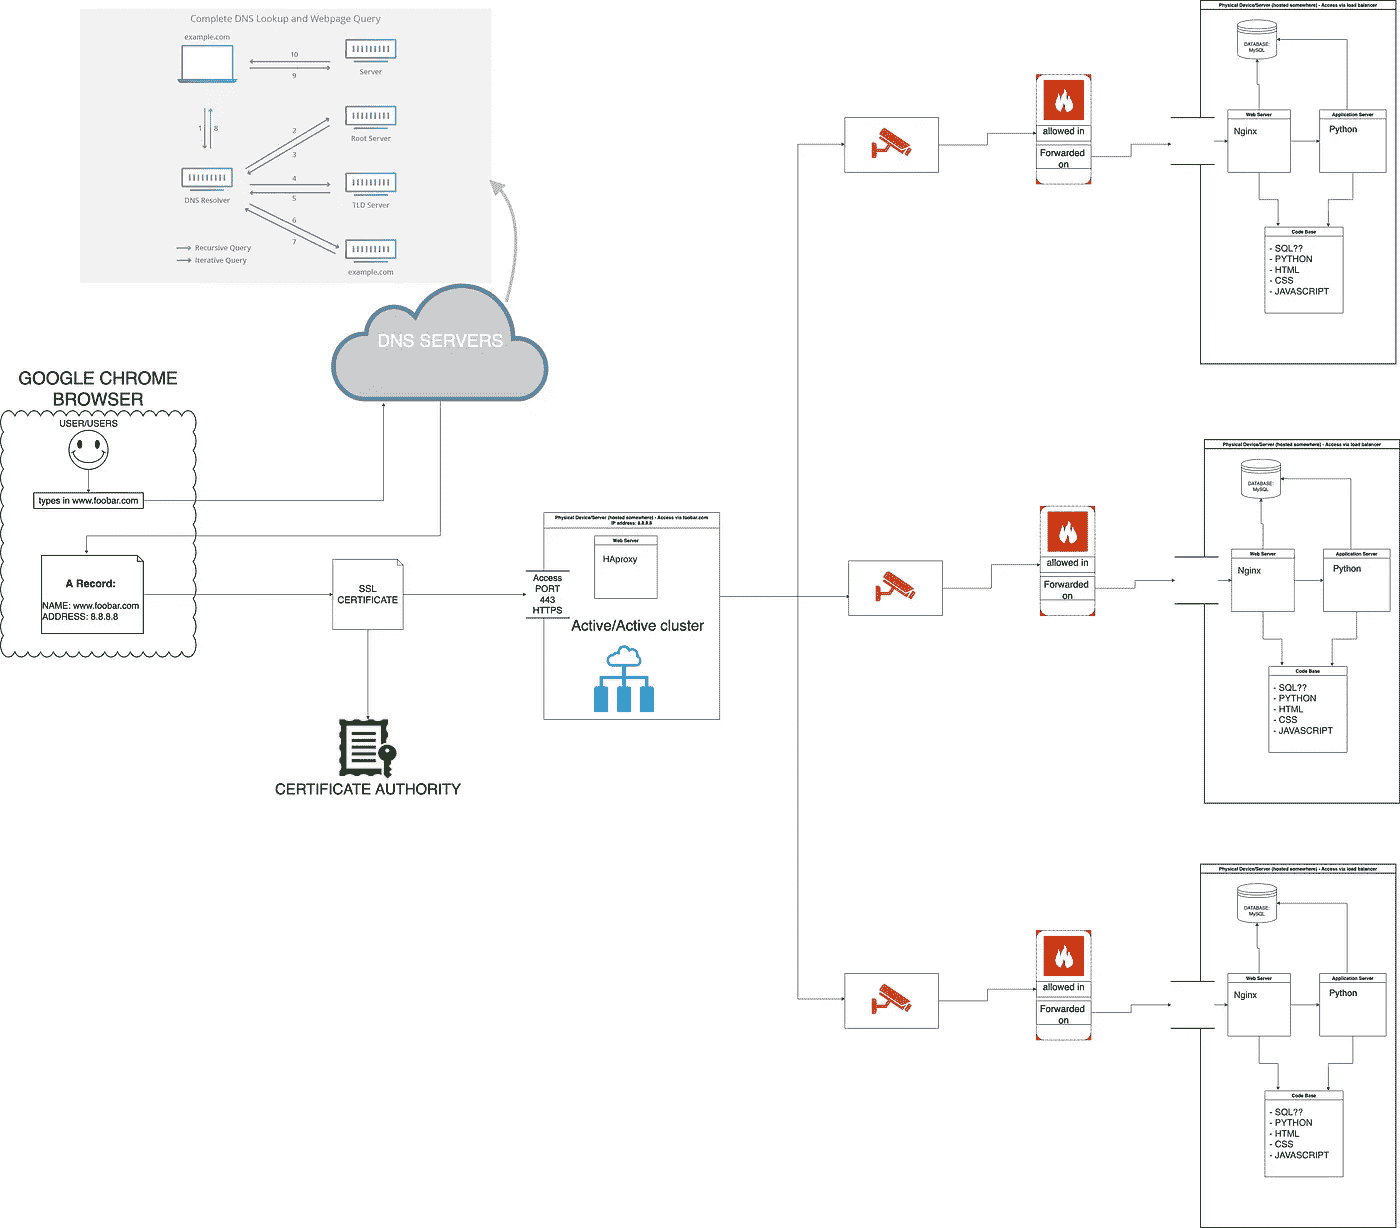 Complete DNS Lookup and Webpage Query
example.com
10
9
Server
1
8
2
3
Root Server
4
5
TLD Server
DNS Resolver
6
7
example.com
Recursive Query
Iterative Query
DNS SERVERS
GOOGLE CHROME
BROWSER
USER/USERS
types in www.foobar.com
A Record:
NAME: www.foobar.com
ADDRESS: 8.8.8.8
SSL
CERTIFICATE
CERTIFICATE AUTHORITY
Physical Device/Server (hosted somewhere) - Access via foobar.com
IP address: 8.8.8.8
Web Server
HAproxy
Access
PORT
443
HTTPS
Active/Active cluster
allowed in
Forwarded
on
Physical Device/Server (hosted somewhere) - Access via load balancer
DATABASE:
MySQL
Web Server
Nginx
Application Server
Python
Code Base
- SQL??
- PYTHON
- HTML
- CSS
- JAVASCRIPT
allowed in
Forwarded
on
Physical Device/Server (hosted somewhere) - Access via load balancer
DATABASE:
MySQL
Web Server
Nginx
Application Server
Python
Code Base
- SQL??
- PYTHON
- HTML
- CSS
- JAVASCRIPT
allowed in
Forwarded
on
Physical Device/Server (hosted somewhere) - Access via load balancer
DATABASE:
MySQL
Web Server
Nginx
Application Server
Python
Code Base
- SQL??
- PYTHON
- HTML
- CSS
- JAVASCRIPT